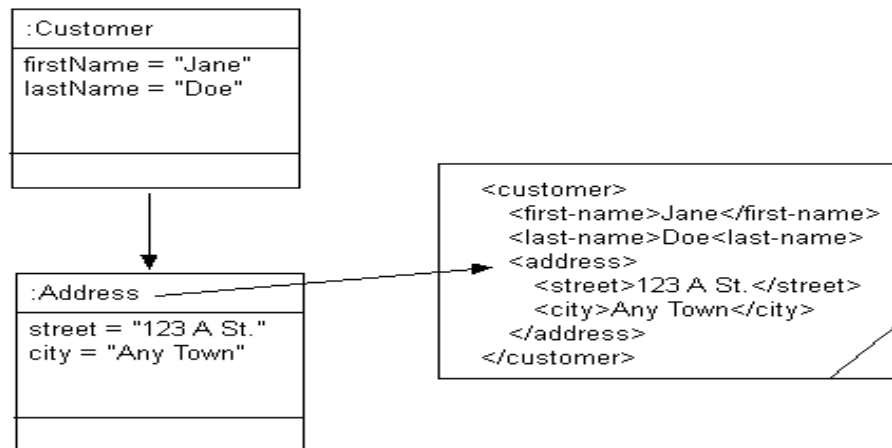 :Customer
firstName = "Jane"
lastName = "Doe"
:Address
street = "123 A St."
city = "Any Town"
<customer>
<first-name>Jane</first-name>
<last-name>Doe<last-name>
<address>
<street>123 A St.</street>
<city>Any Town</city>
</address>
</customer>